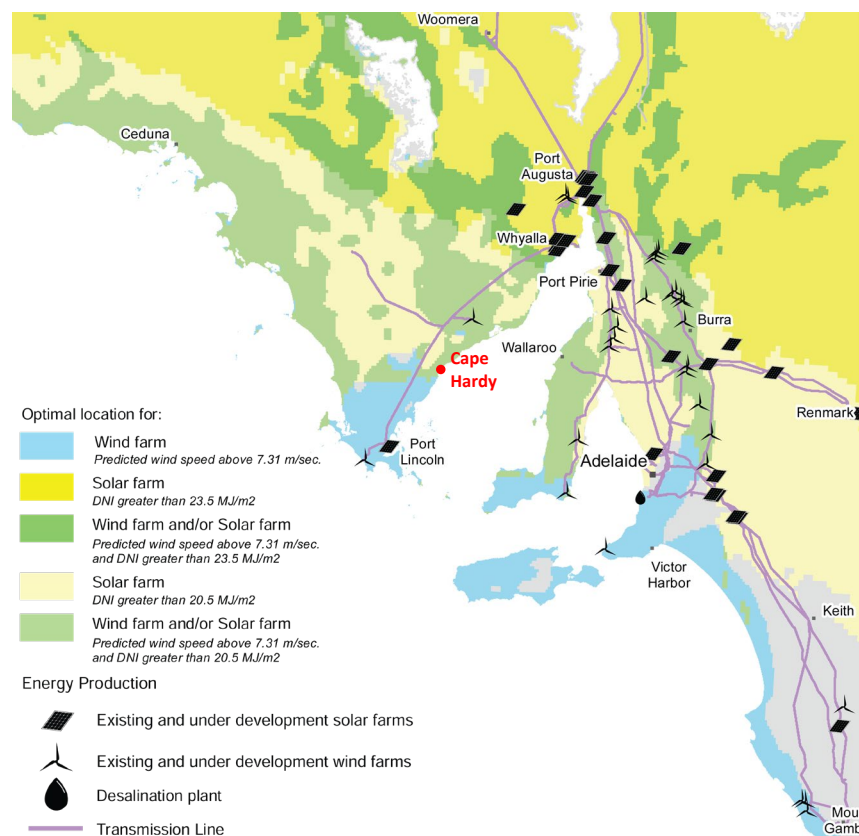 Woomera
Ceduna
Port
Augusta
Whyalla
Port Pirie
Burra
Wallaroo
Cape
Hardy
Renmark
Optimal location for:
Wind farm
Predicted wind speed above 7.31 m/sec.
Port
Lincoln
Adelaide
Solar farm
DNI greater than 23.5 MJ/m2
Wind farm and/or Solar farm
Predicted wind speed above 7.31 m/sec.
and DNI greater than 23.5 MJ/m2
Victor
Harbor
Solar farm
DNI greater than 20.5 MJ/m2
Keith
Wind farm and/or Solar farm
Predicted wind speed above 7.31 m/sec.
and DNI greater than 20.5 MJ/m2
Energy Production
Existing and under development solar farms
Existing and under development wind farms
Desalination plant
Mou
Gamb
Transmission Line